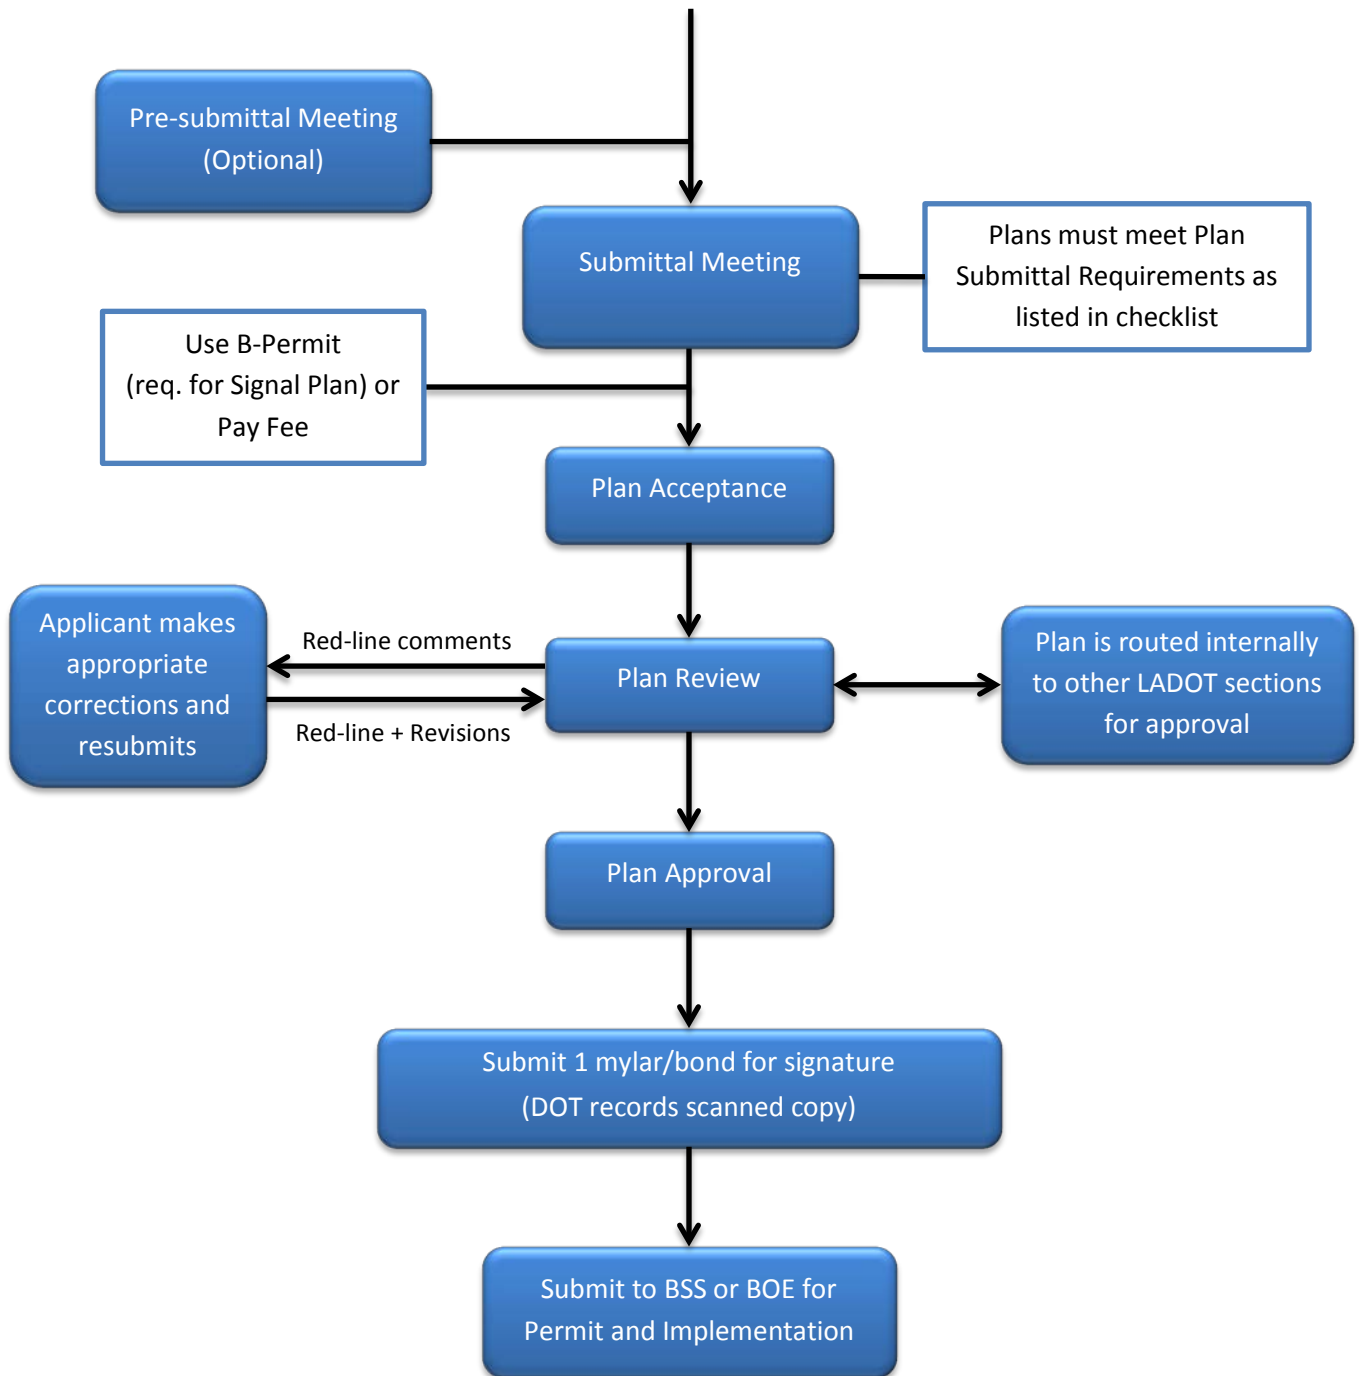 Pre-submittal Meeting
(Optional)
Submittal Meeting
Plans must meet Plan
Submittal Requirements as
listed in checklist
Use B-Permit
(req. for Signal Plan) or
Pay Fee
Plan Acceptance
Applicant makes
appropriate
corrections and
resubmits
Red-line comments
Red-line + Revisions
Plan Review
Plan is routed internally
to other LADOT sections
for approval
Plan Approval
Submit 1 mylar/bond for signature
(DOT records scanned copy)
Submit to BSS or BOE for
Permit and Implementation